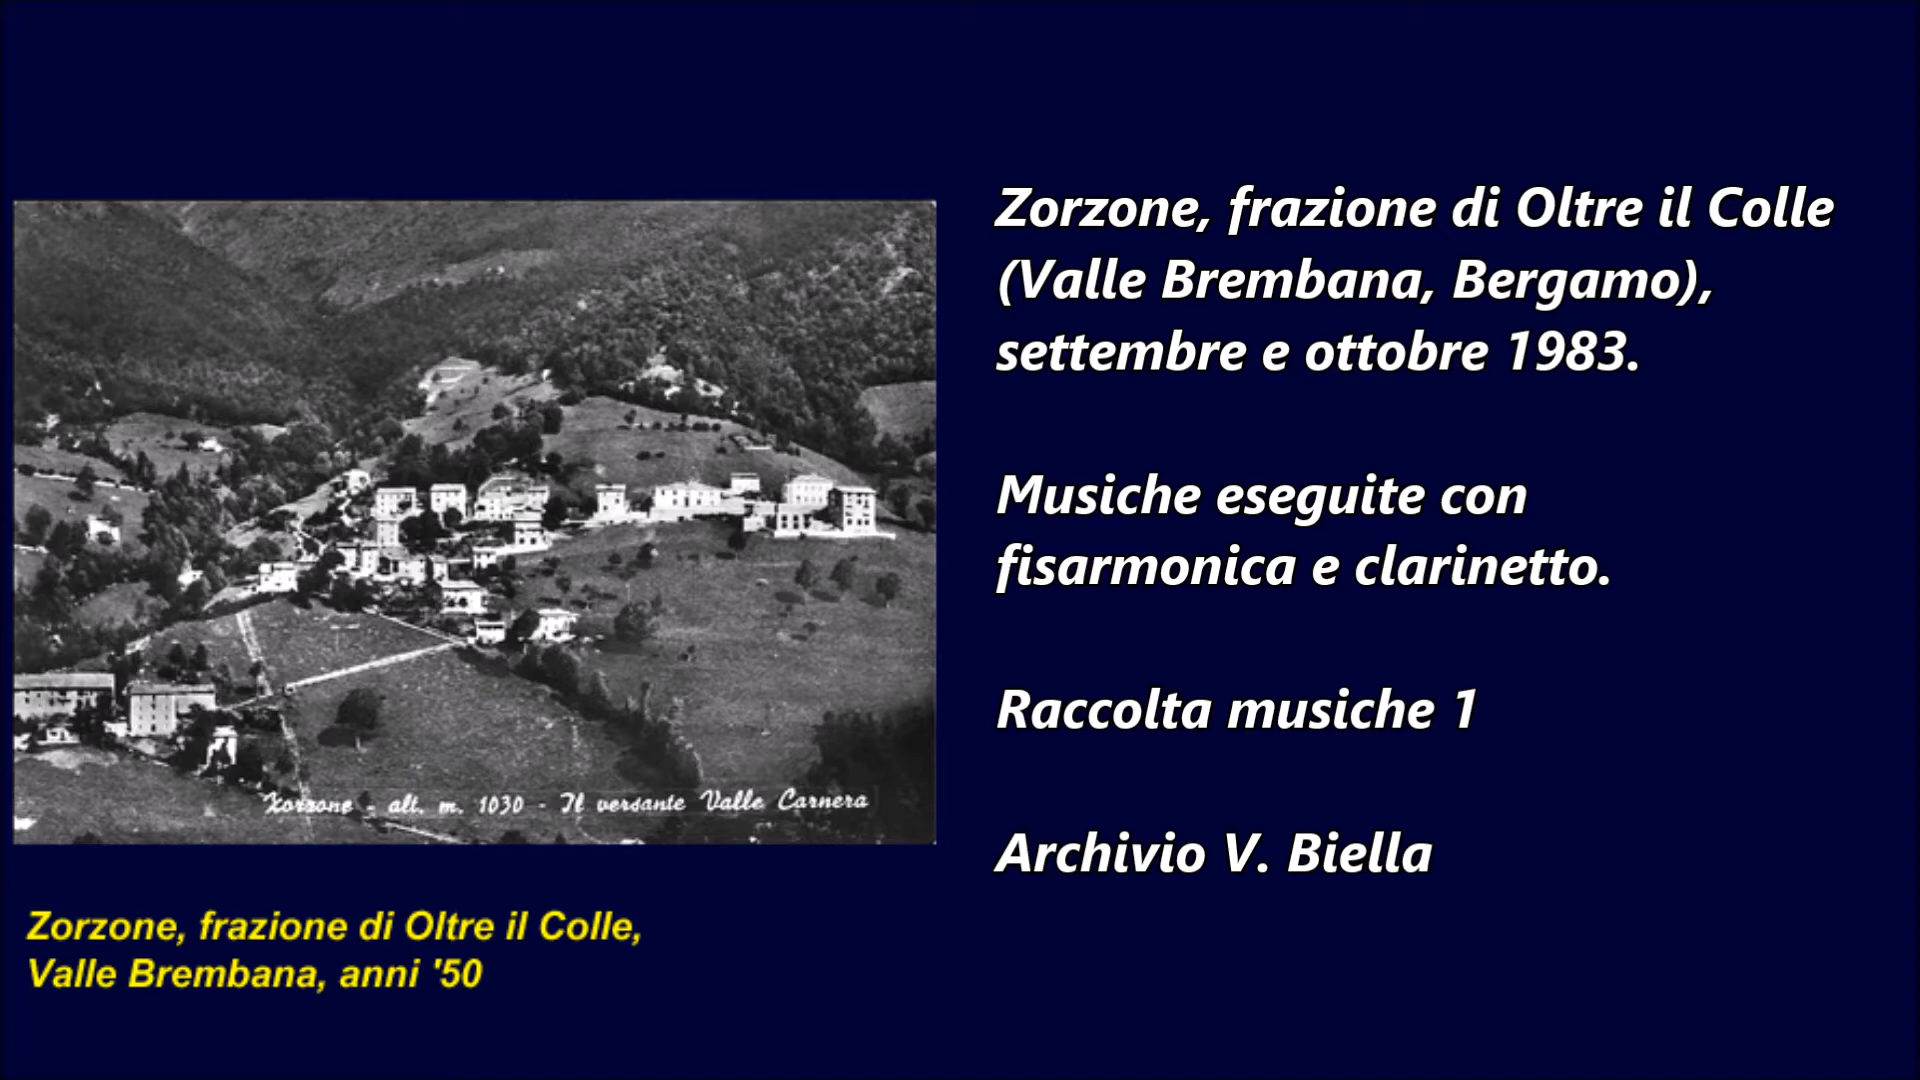 Zorzone, frazione di Oltre il Colle
(Valle Brembana, Bergamo),
settembre e ottobre 1983.
Musiche eseguite con
fisarmonica e clarinetto.
Raccolta musiche 1
Archivio V. Biella
Zorzone - alt. m. 1030 - Il versante Valle Carnera
Zorzone, frazione di Oltre il Colle,
Valle Brembana, anni '50